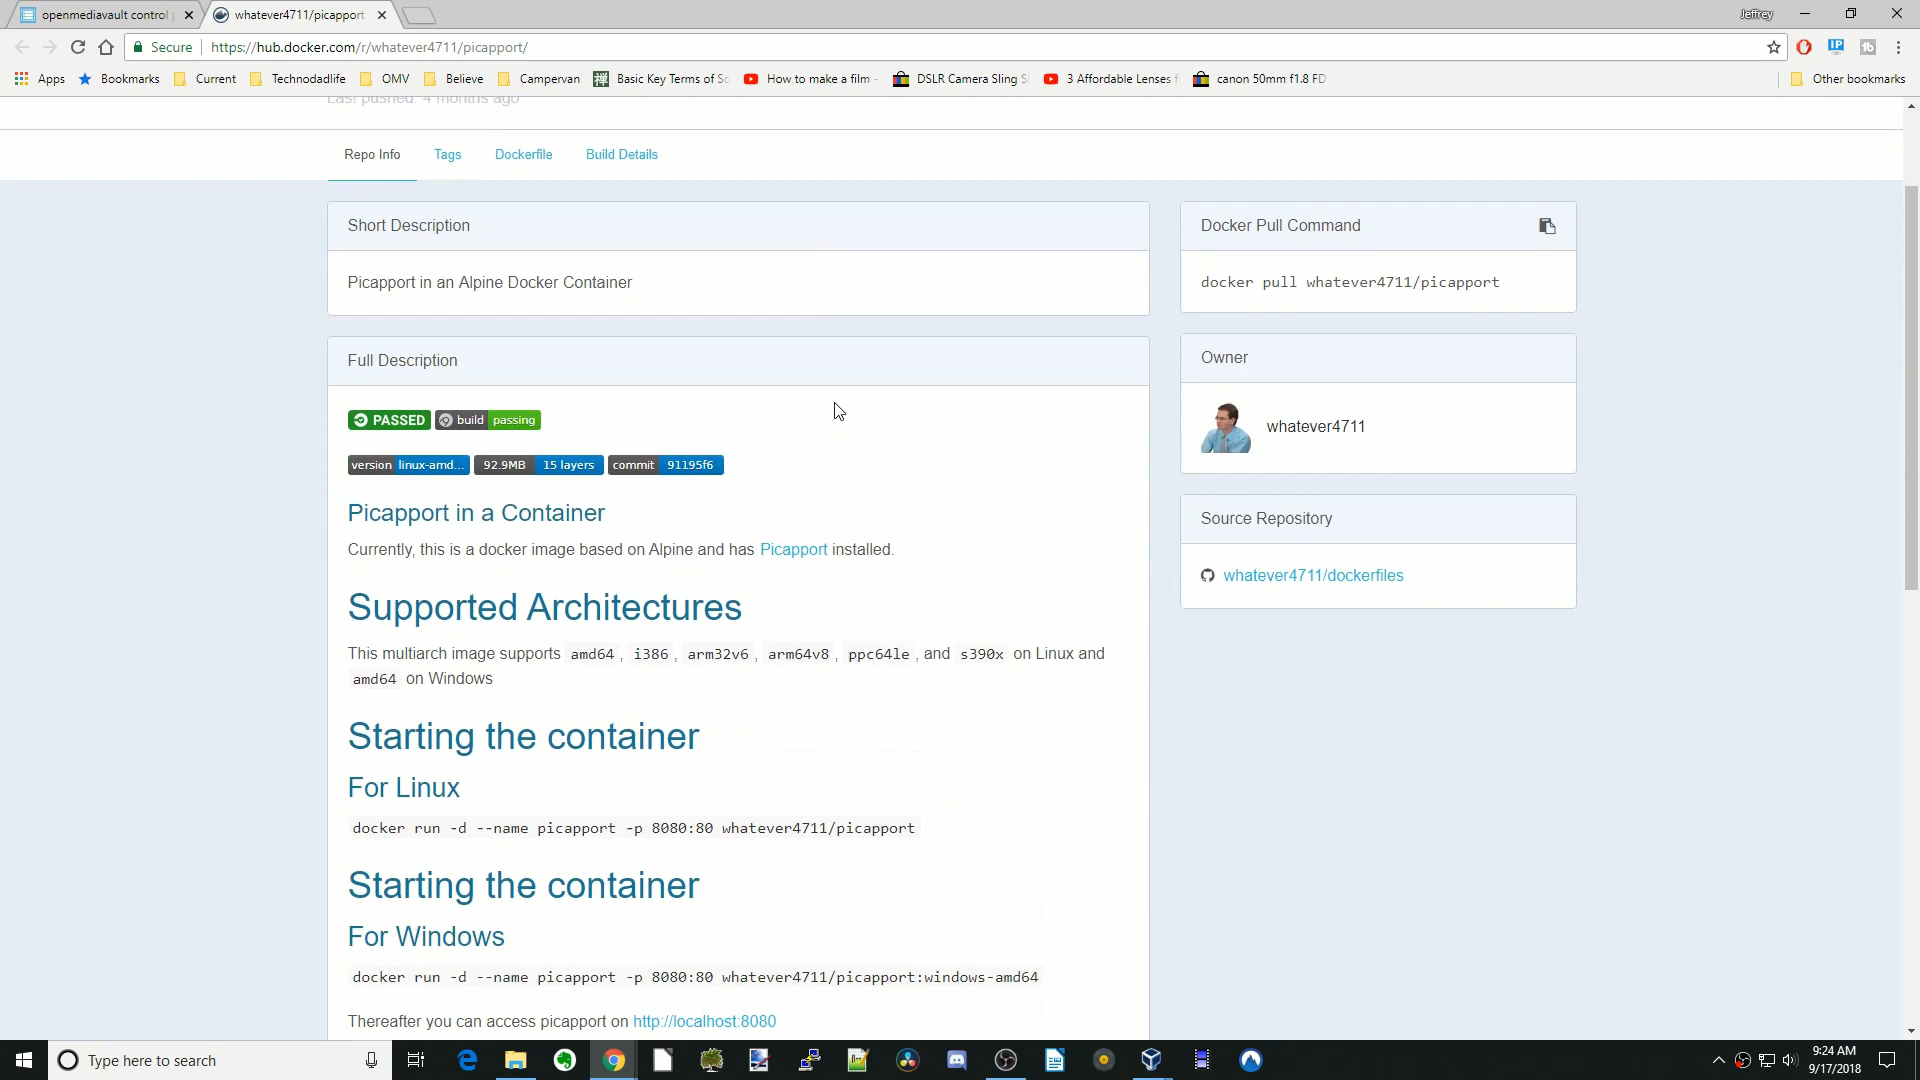 openmediavault control
whatever4711/picapport
Jeffrey
Secure
https://hub.docker.com/r/whatever4711/picapport/
Apps
Bookmarks
Current
Technodadlife
OMV
Believe
Campervan
Basic Key Terms of Sc
How to make a film -
DSLR Camera Sling S
3 Affordable Lenses f
canon 50mm f1.8 FD
Other bookmarks
Last pushed: 4 months ago
Repo Info
Tags
Dockerfile
Build Details
Short Description
Picapport in an Alpine Docker Container
Docker Pull Command
docker pull whatever4711/picapport
Full Description
PASSED
build passing
version linux-amd...
92.9MB 15 layers
commit 91195f6
Picapport in a Container
Currently, this is a docker image based on Alpine and has Picapport installed.
Supported Architectures
This multiarch image supports amd64, i386, arm32v6, arm64v8, ppc64le, and s390x on Linux and
amd64 on Windows
Starting the container
For Linux
docker run -d --name picapport -p 8080:80 whatever4711/picapport
Starting the container
For Windows
docker run -d --name picapport -p 8080:80 whatever4711/picapport:windows-amd64
Thereafter you can access picapport on http://localhost:8080
Owner
whatever4711
Source Repository
whatever4711/dockerfiles
Type here to search
9:24 AM
9/17/2018